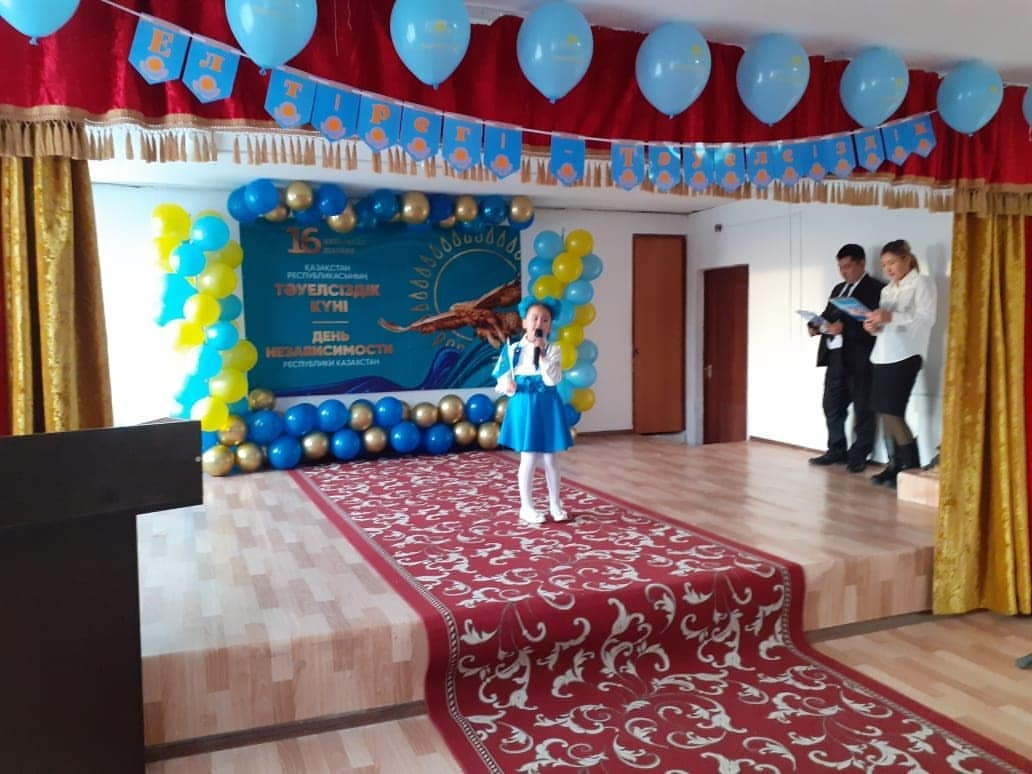 ЕЛ ТІРЕГІ - ТӘУЕЛСІЗДІК
16
ҚАЗАҚСТАН
РЕСПУБЛИКАСЫНЫҢ
ТӘУЕЛСІЗДІК
КҮНІ
ДЕНЬ
НЕЗАВИСИМОСТИ
РЕСПУБЛИКИ КАЗАХСТАН